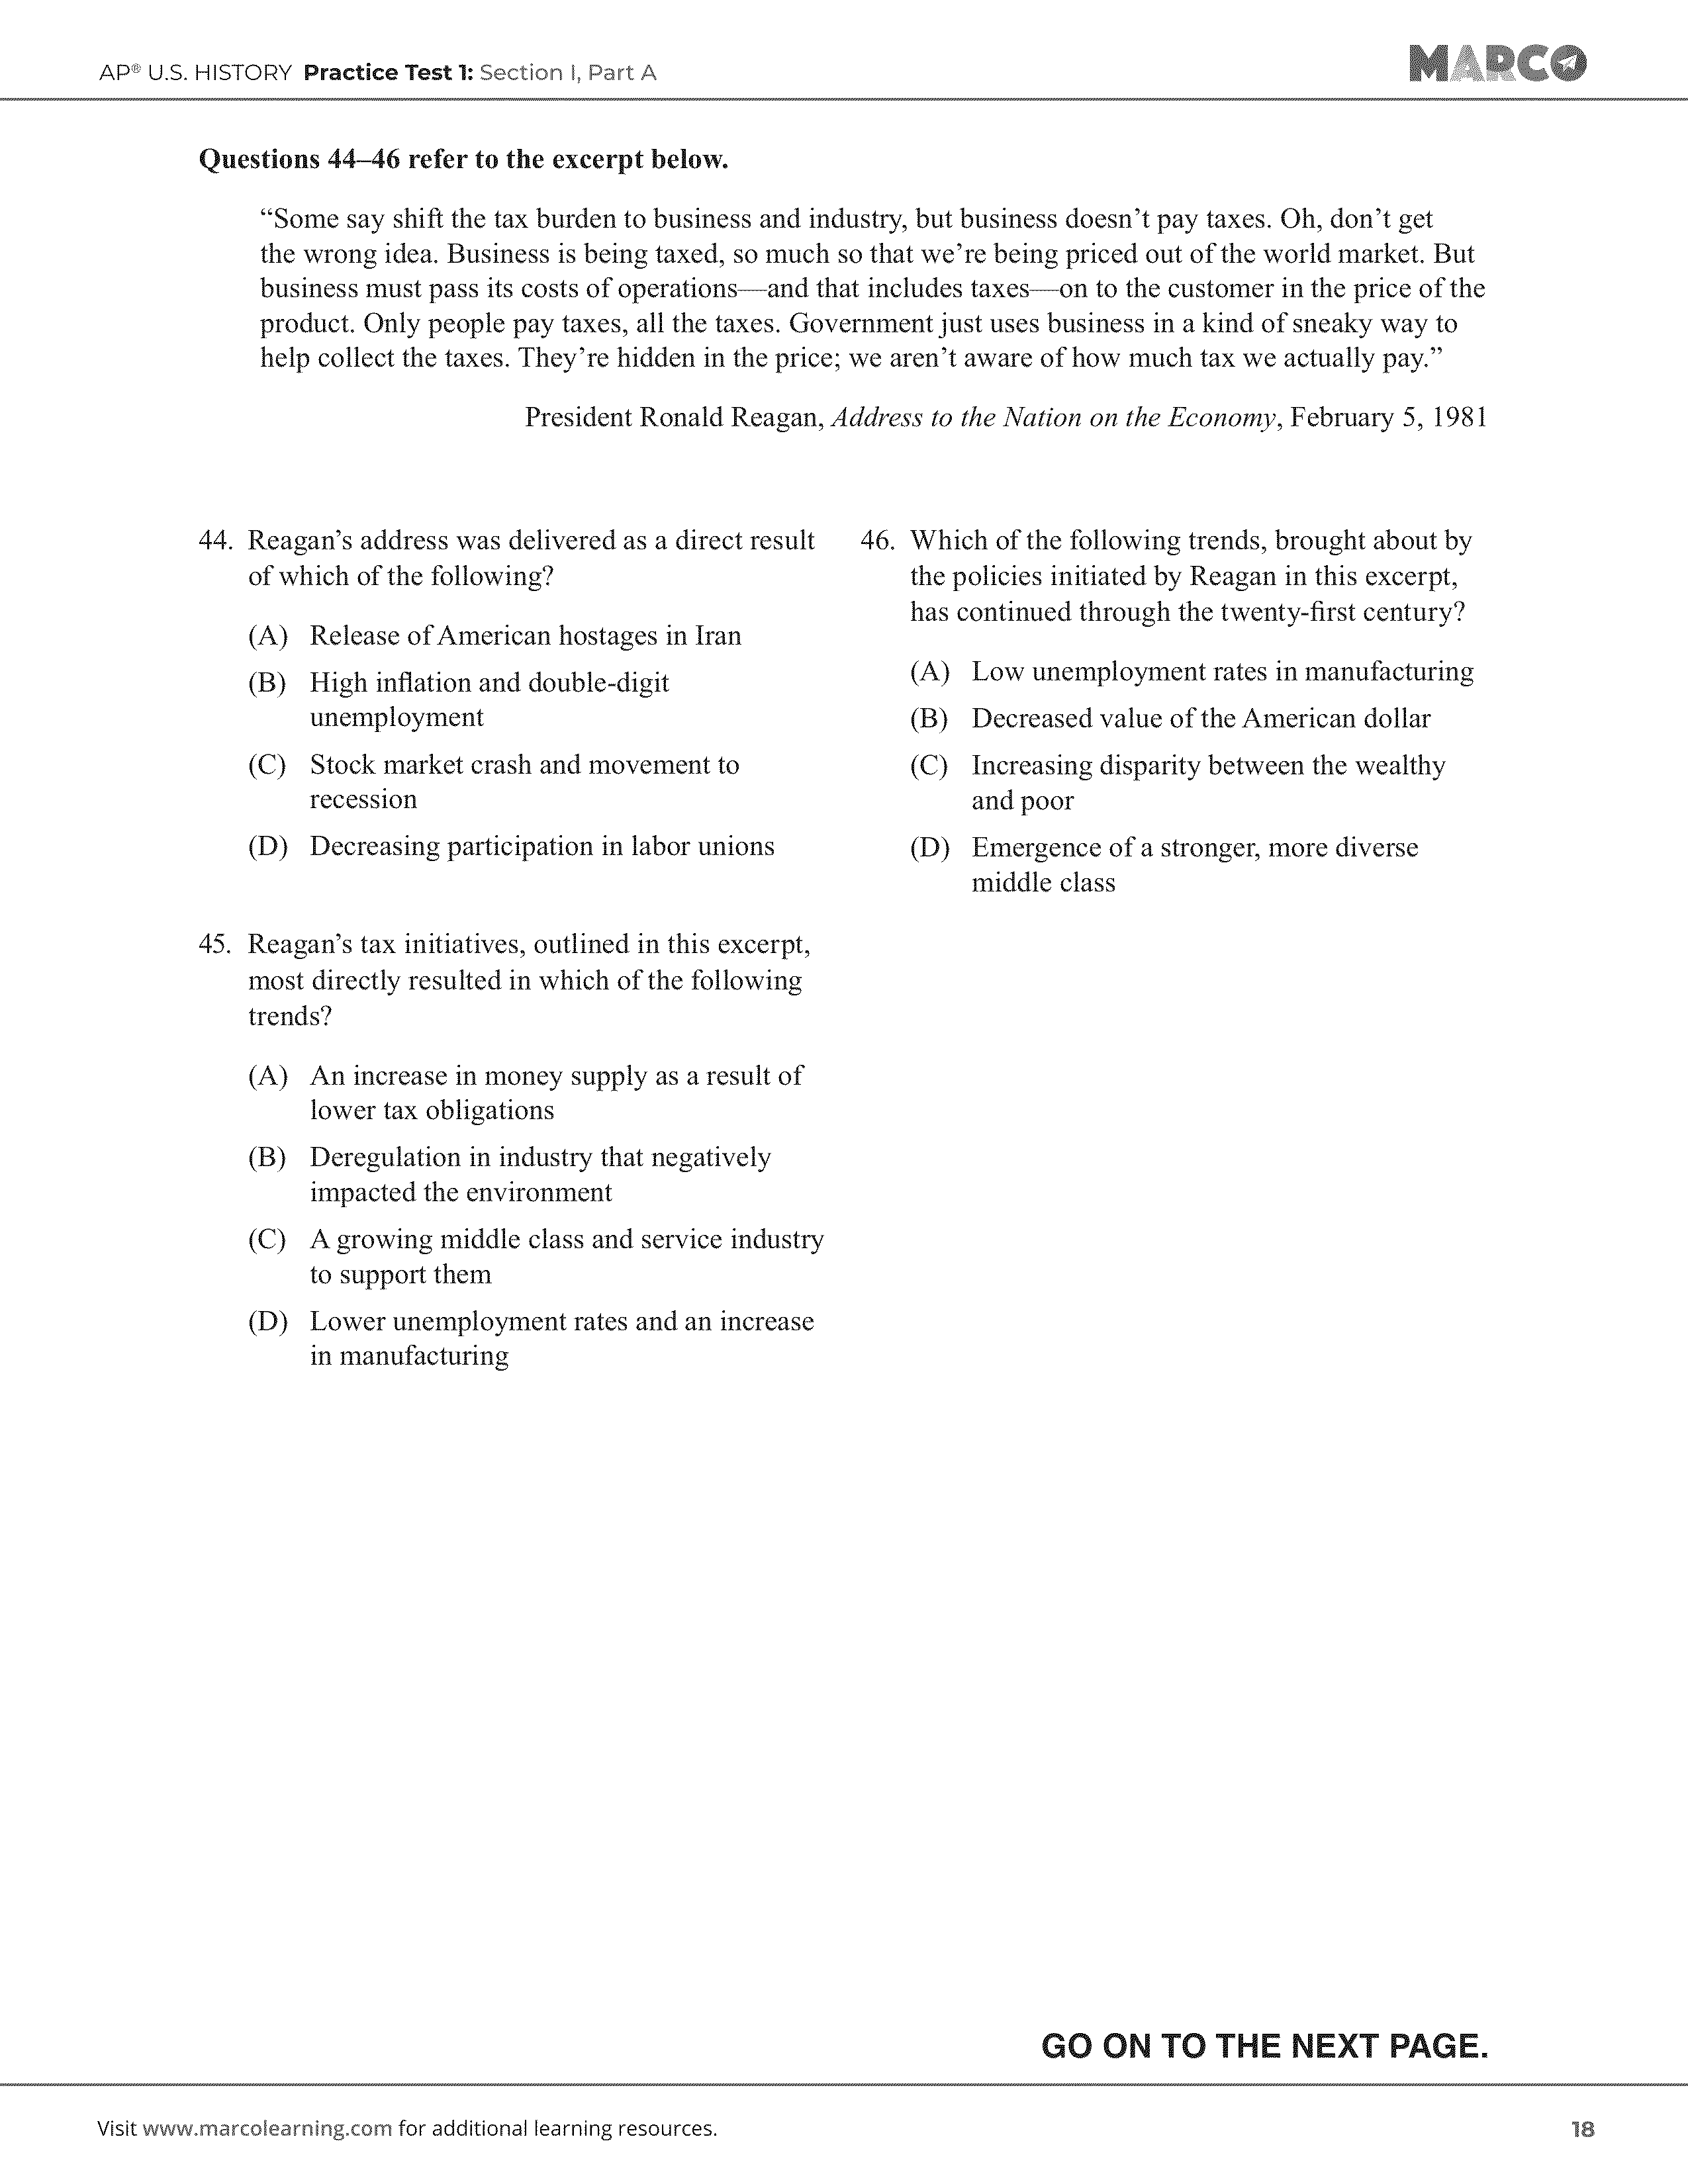 AP® U.S. HISTORY Practice Test 1: Section I, Part A
MARCO
Questions 44–46 refer to the excerpt below.
“Some say shift the tax burden to business and industry, but business doesn’t pay taxes. Oh, don’t get
the wrong idea. Business is being taxed, so much so that we’re being priced out of the world market. But
business must pass its costs of operations—and that includes taxes—on to the customer in the price of the
product. Only people pay taxes, all the taxes. Government just uses business in a kind of sneaky way to
help collect the taxes. They’re hidden in the price; we aren’t aware of how much tax we actually pay.”
President Ronald Reagan, Address to the Nation on the Economy, February 5, 1981
44. Reagan’s address was delivered as a direct result
of which of the following?
(A) Release of American hostages in Iran
(B) High inflation and double-digit
unemployment
(C) Stock market crash and movement to
recession
(D) Decreasing participation in labor unions
45. Reagan’s tax initiatives, outlined in this excerpt,
most directly resulted in which of the following
trends?
(A) An increase in money supply as a result of
lower tax obligations
(B) Deregulation in industry that negatively
impacted the environment
(C) A growing middle class and service industry
to support them
(D) Lower unemployment rates and an increase
in manufacturing
46. Which of the following trends, brought about by
the policies initiated by Reagan in this excerpt,
has continued through the twenty-first century?
(A) Low unemployment rates in manufacturing
(B) Decreased value of the American dollar
(C) Increasing disparity between the wealthy
and poor
(D) Emergence of a stronger, more diverse
middle class
GO ON TO THE NEXT PAGE.
Visit www.marcolearning.com for additional learning resources.
18